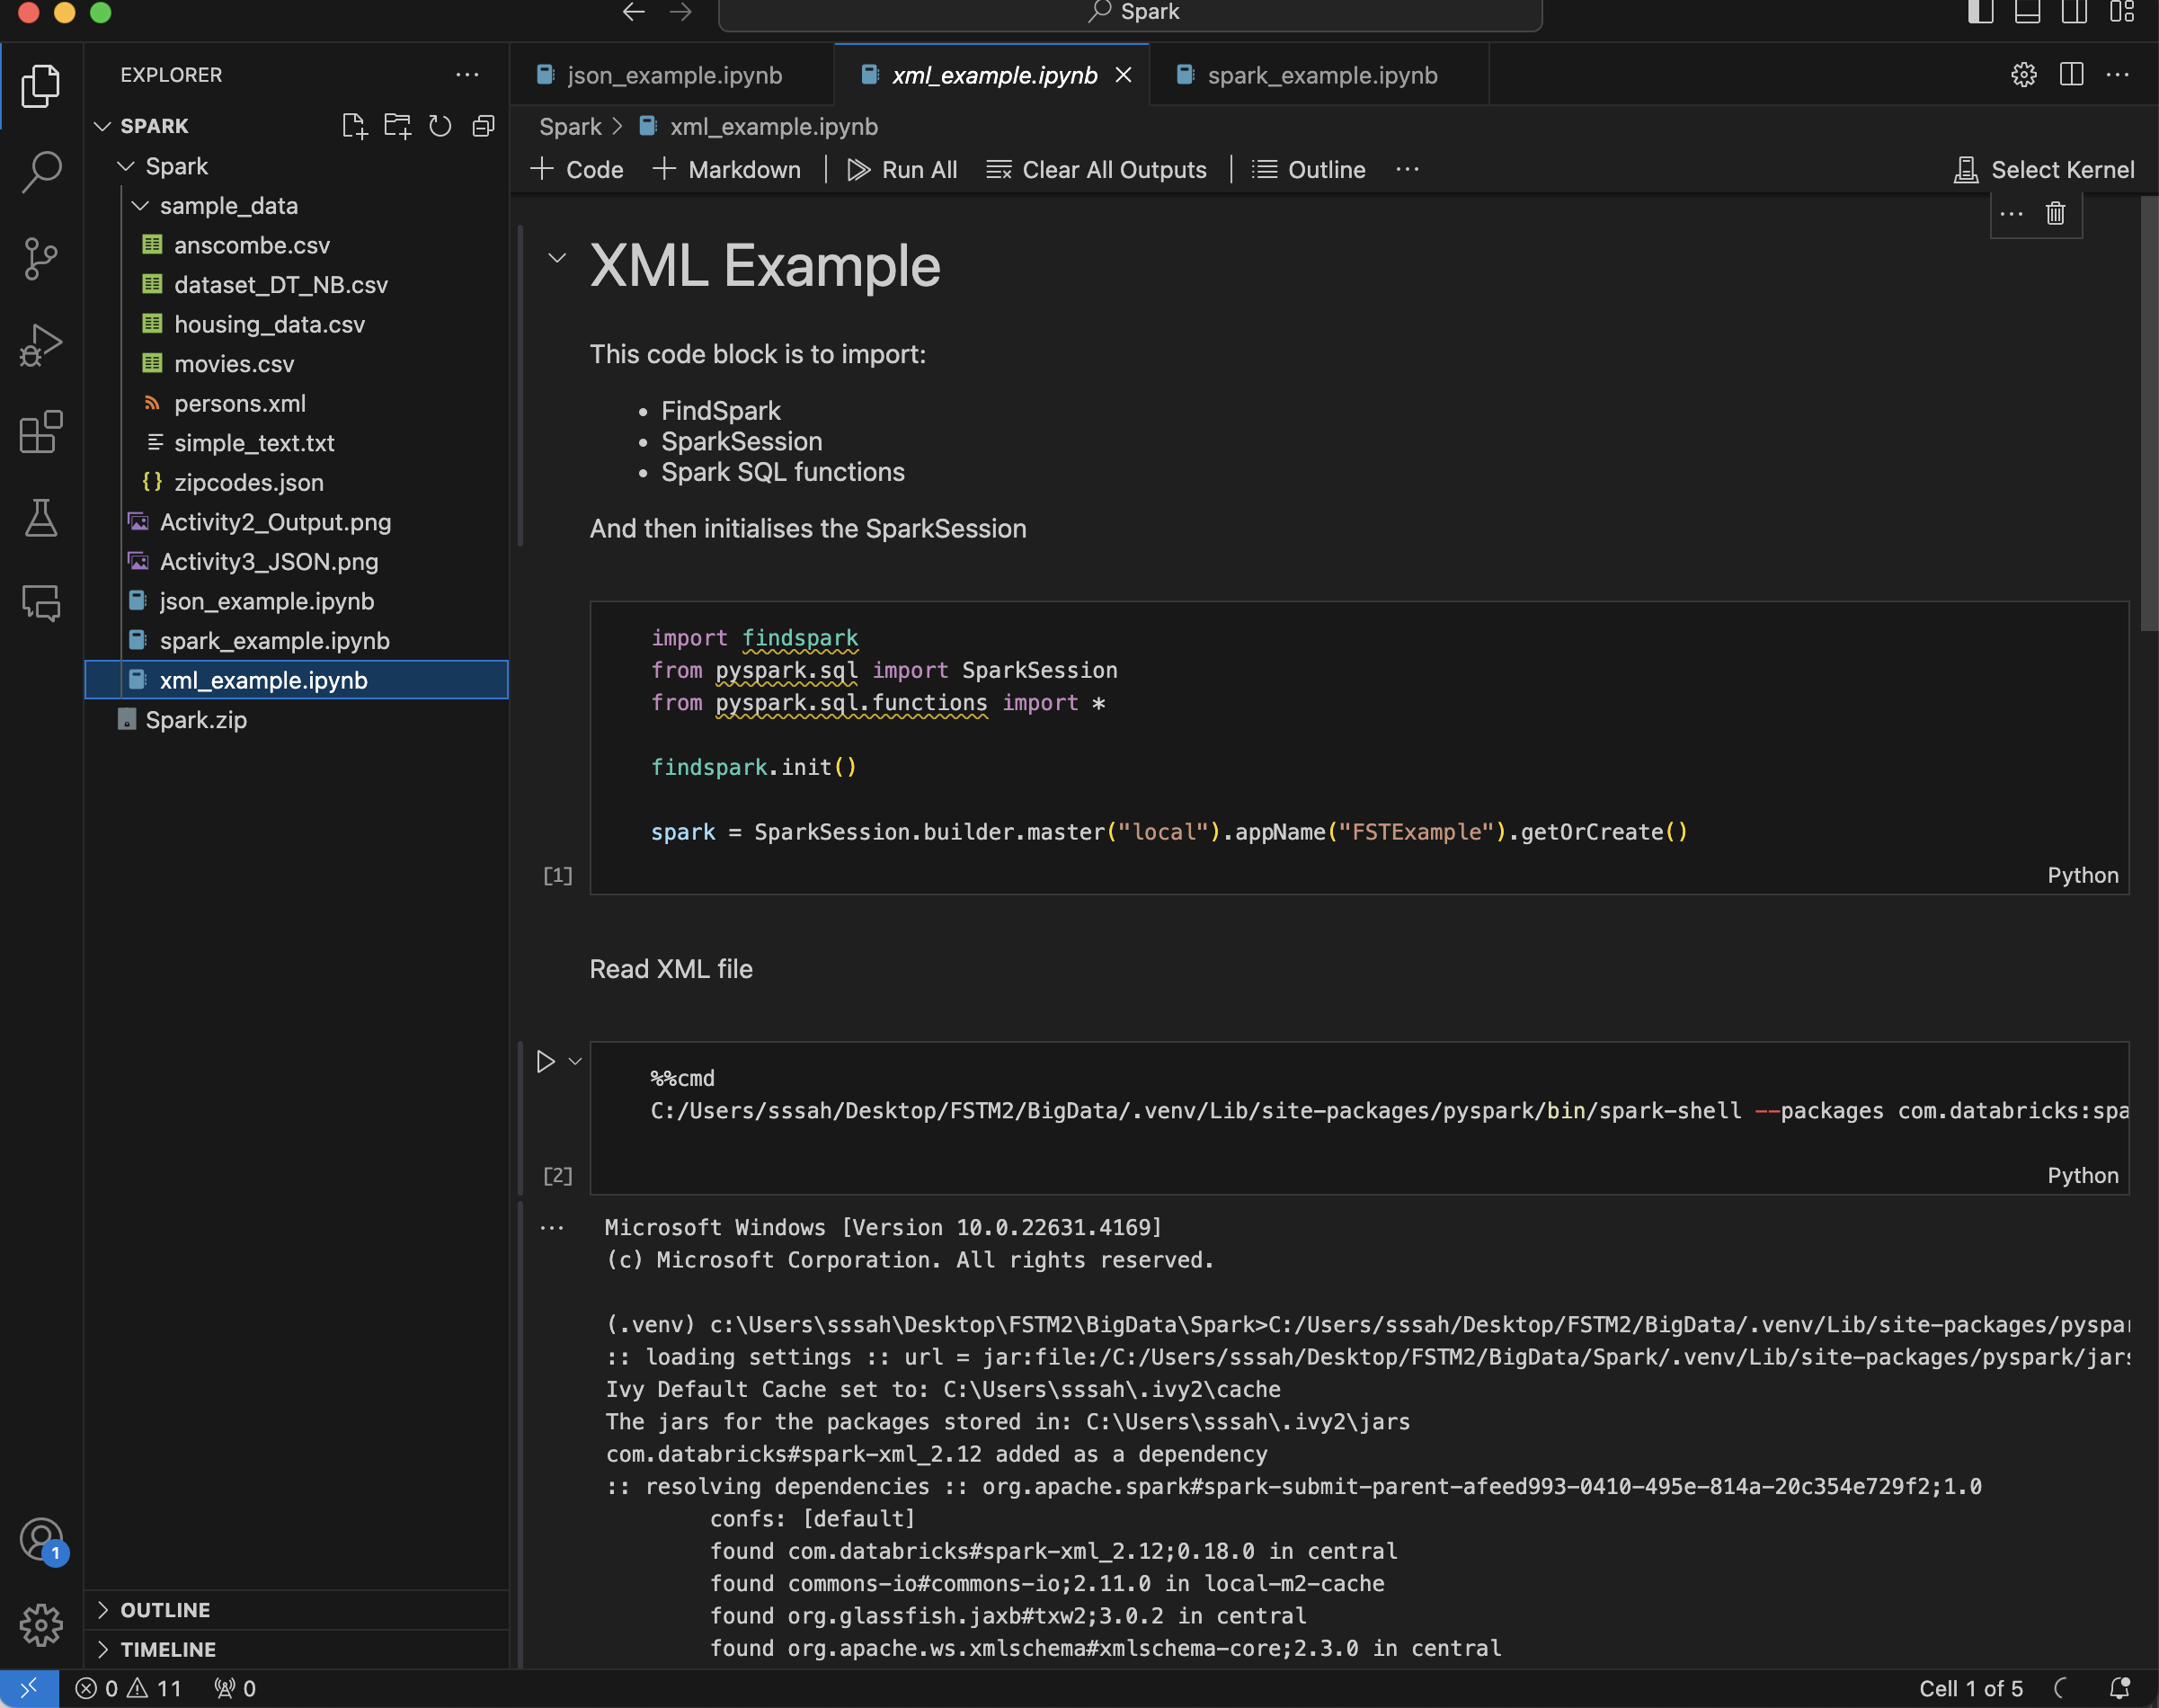 Spark
EXPLORER
SPARK
Spark
sample_data
anscombe.csv
dataset_DT_NB.csv
housing_data.csv
movies.csv
persons.xml
simple_text.txt
zipcodes.json
Activity2_Output.png
Activity3_JSON.png
json_example.ipynb
spark_example.ipynb
xml_example.ipynb
Spark.zip
OUTLINE
TIMELINE
json_example.ipynb
xml_example.ipynb
spark_example.ipynb
Spark > xml_example.ipynb
+ Code + Markdown | Run All Clear All Outputs | Outline ... Select Kernel
XML Example
This code block is to import:
• FindSpark
• SparkSession
• Spark SQL functions
And then initialises the SparkSession
import findspark
from pyspark.sql import SparkSession
from pyspark.sql.functions import *
findspark.init()
spark = SparkSession.builder.master("local").appName("FSTExample").getOrCreate()
[1] Python
Read XML file
%%cmd
C:/Users/sssah/Desktop/FSTM2/BigData/.venv/Lib/site-packages/pyspark/bin/spark-shell --packages com.databricks:spa
[2] Python
Microsoft Windows [Version 10.0.22631.4169]
(c) Microsoft Corporation. All rights reserved.
(.venv) c:\Users\sssah\Desktop\FSTM2\BigData\Spark>C:/Users/sssah/Desktop/FSTM2/BigData/.venv/Lib/site-packages/pyspa
:: loading settings :: url = jar:file:/C:/Users/sssah/Desktop/FSTM2/BigData/Spark/.venv/Lib/site-packages/pyspark/jar
Ivy Default Cache set to: C:\Users\sssah\.ivy2\cache
The jars for the packages stored in: C:\Users\sssah\.ivy2\jars
com.databricks#spark-xml_2.12 added as a dependency
:: resolving dependencies :: org.apache.spark#spark-submit-parent-afeed993-0410-495e-814a-20c354e729f2;1.0
confs: [default]
found com.databricks#spark-xml_2.12;0.18.0 in central
found commons-io#commons-io;2.11.0 in local-m2-cache
found org.glassfish.jaxb#txw2;3.0.2 in central
found org.apache.ws.xmlschema#xmlschema-core;2.3.0 in central
1
0 11 0
Cell 1 of 5